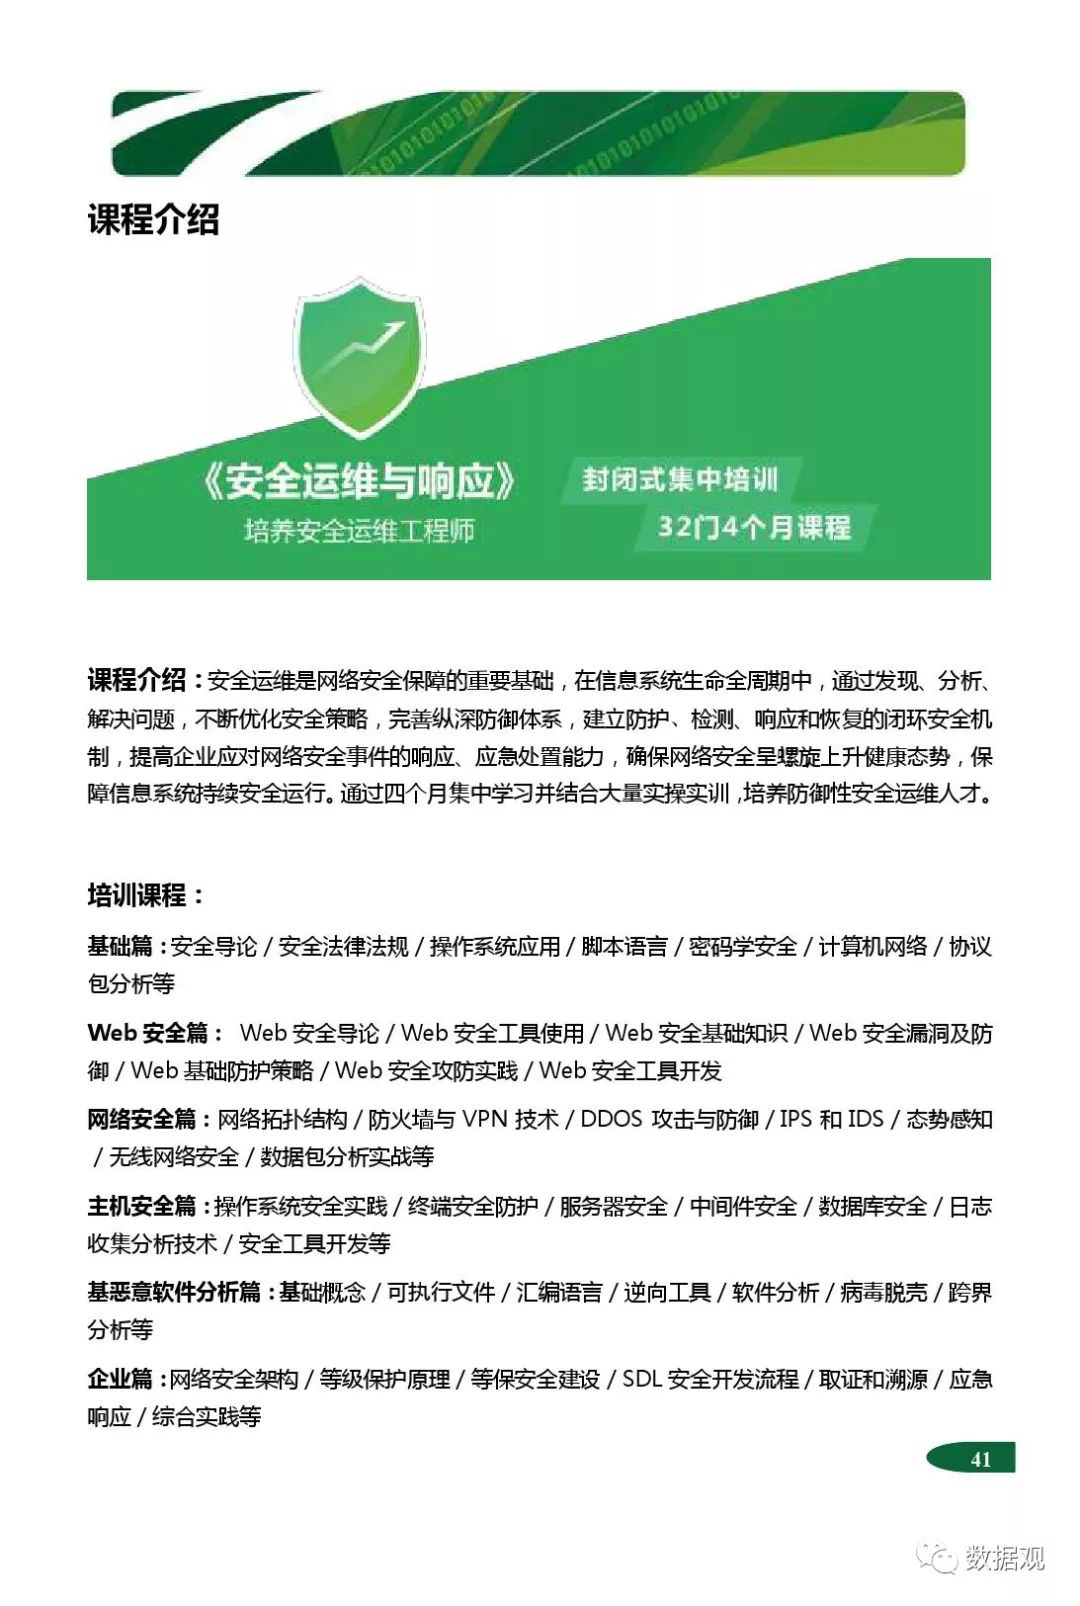 课程介绍
《安全运维与响应》
培养安全运维工程师
封闭式集中培训
32门4个月课程
课程介绍：安全运维是网络安全保障的重要基础，在信息系统生命全周期中，通过发现、分析、
解决问题，不断优化安全策略，完善纵深防御体系，建立防护、检测、响应和恢复的闭环安全机
制，提高企业应对网络安全事件的响应、应急处置能力，确保网络安全呈螺旋上升健康态势，保
障信息系统持续安全运行。通过四个月集中学习并结合大量实操实训，培养防御性安全运维人才。
培训课程：
基础篇：安全导论 / 安全法律法规 / 操作系统应用 / 脚本语言 / 密码学安全 / 计算机网络 / 协议
包分析等
Web 安全篇： Web 安全导论 / Web 安全工具使用 / Web 安全基础知识 / Web 安全漏洞及防
御 / Web 基础防护策略 / Web 安全攻防实践 / Web 安全工具开发
网络安全篇：网络拓扑结构 / 防火墙与 VPN 技术 / DDOS 攻击与防御 / IPS 和 IDS / 态势感知
/ 无线网络安全 / 数据包分析实战等
主机安全篇：操作系统安全实践 / 终端安全防护 / 服务器安全 / 中间件安全 / 数据库安全 / 日志
收集分析技术 / 安全工具开发等
基恶意软件分析篇：基础概念 / 可执行文件 / 汇编语言 / 逆向工具 / 软件分析 / 病毒脱壳 / 跨界
分析等
企业篇：网络安全架构 / 等级保护原理 / 等保安全建设 / SDL 安全开发流程 / 取证和溯源 / 应急
响应 / 综合实践等
41
数据观